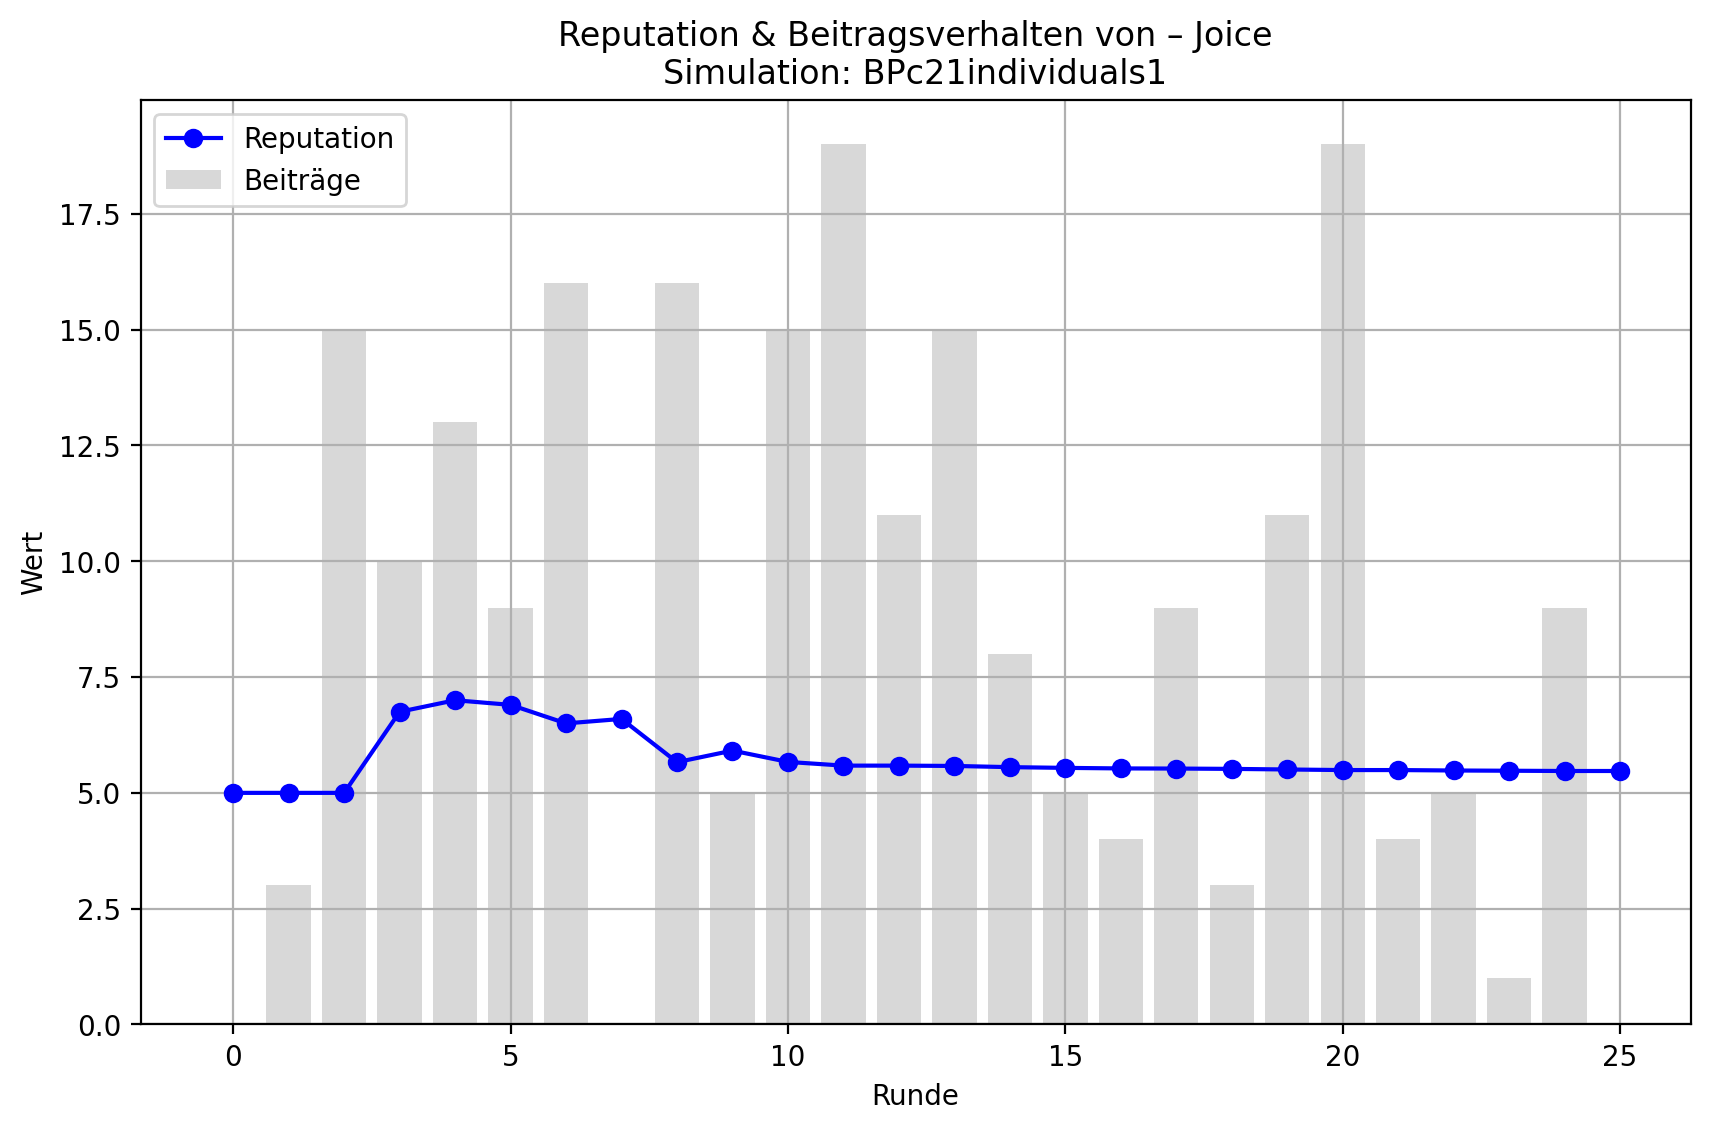 Reputation & Beitragsverhalten von – Joice
Simulation: BPc21individuals1
Reputation
Beiträge
Wert
17.5
15.0
12.5
10.0
7.5
5.0
2.5
0.0
0 5 10 15 20 25
Runde